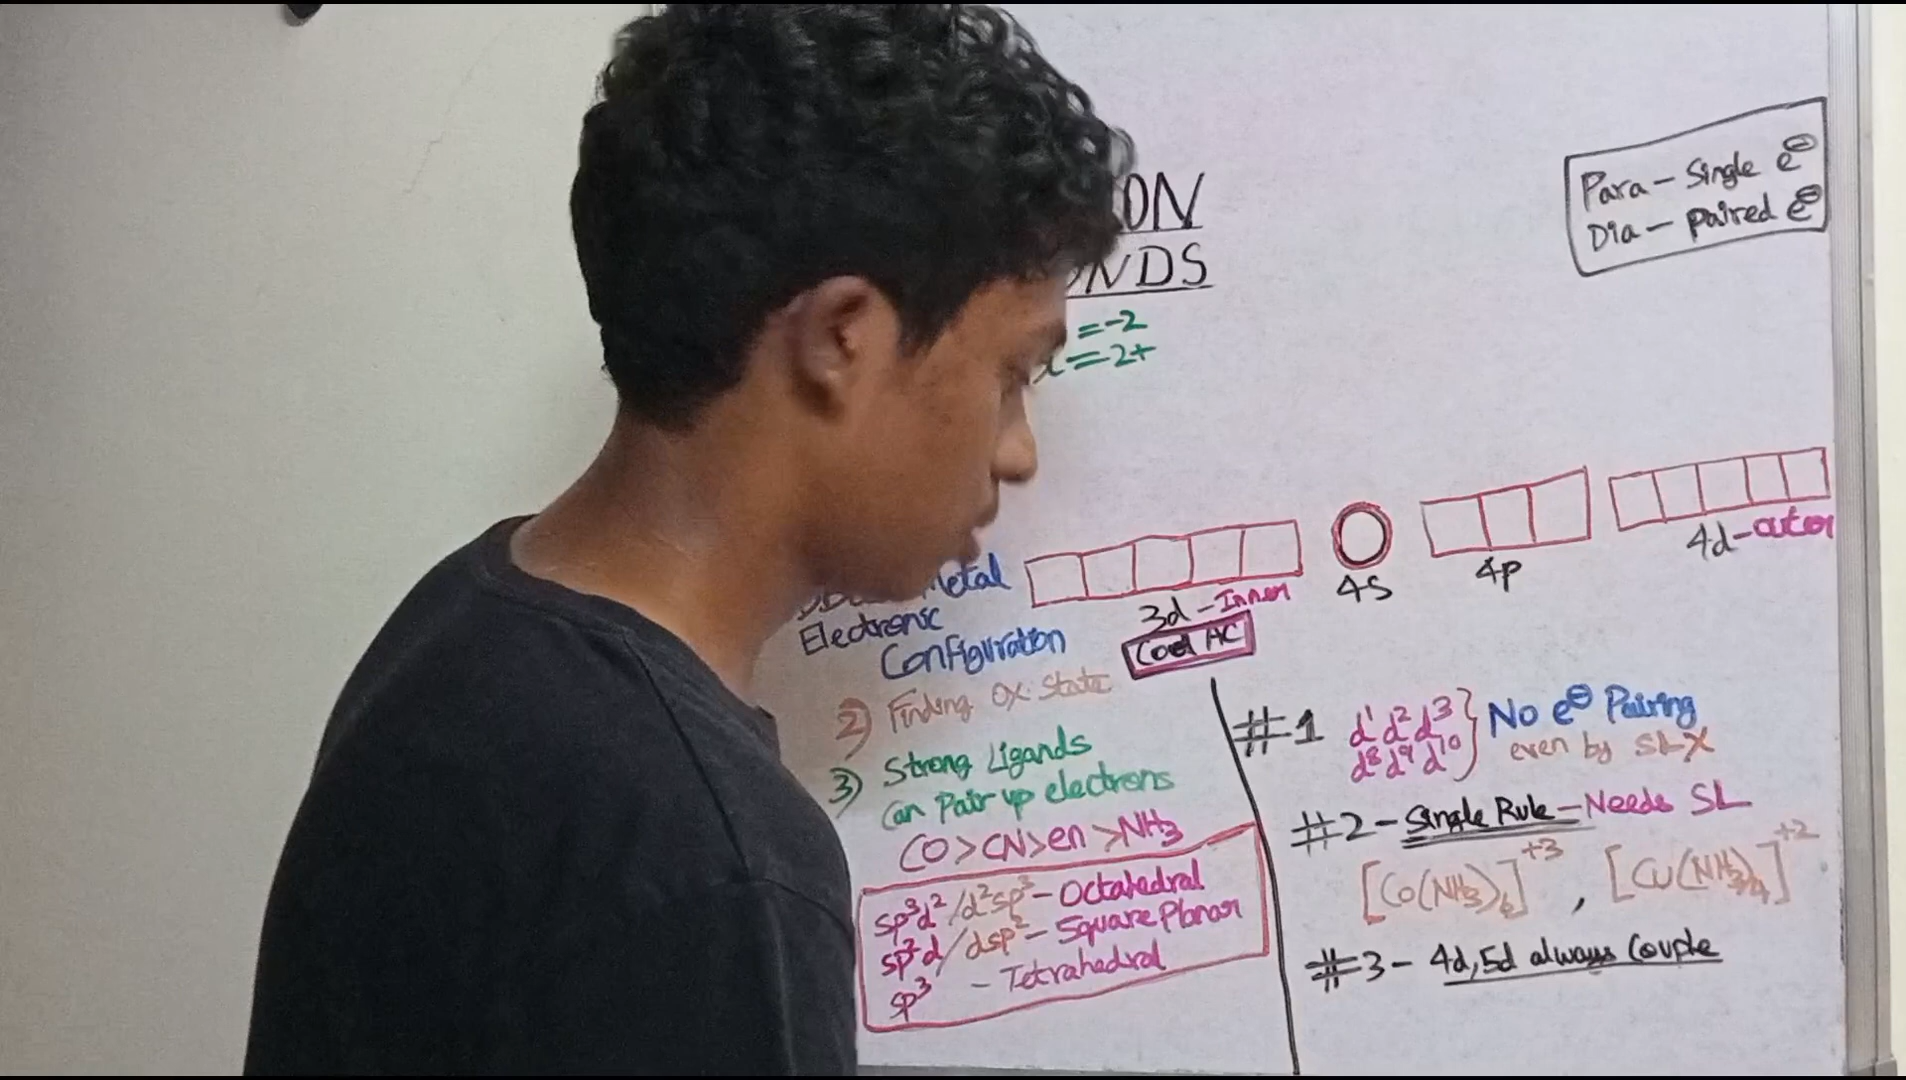 ON
NDS
= -2
x = 2+
Para - Single e⊖
Dia - paired e⊖
Metal
Electronic
Configuration
2) Finding Ox. State
3) Strong Ligands
Can Pair up electrons
CO > CN > en > NH₃
sp³d² / d²sp³ - Octahedral
sp²d / dsp² - Square Planar
sp³ - Tetrahedral
3d - Inner
4s
4p
4d - outer
#1 d¹ d² d³
d⁸ d⁹ d¹⁰ } No e⊖ Pairing
even by SL X
#2 - Single Rule - Needs SL
[Co(NH₃)₆]⁺³ , [Cu(NH₃)₄]⁺²
#3 - 4d, 5d always Couple